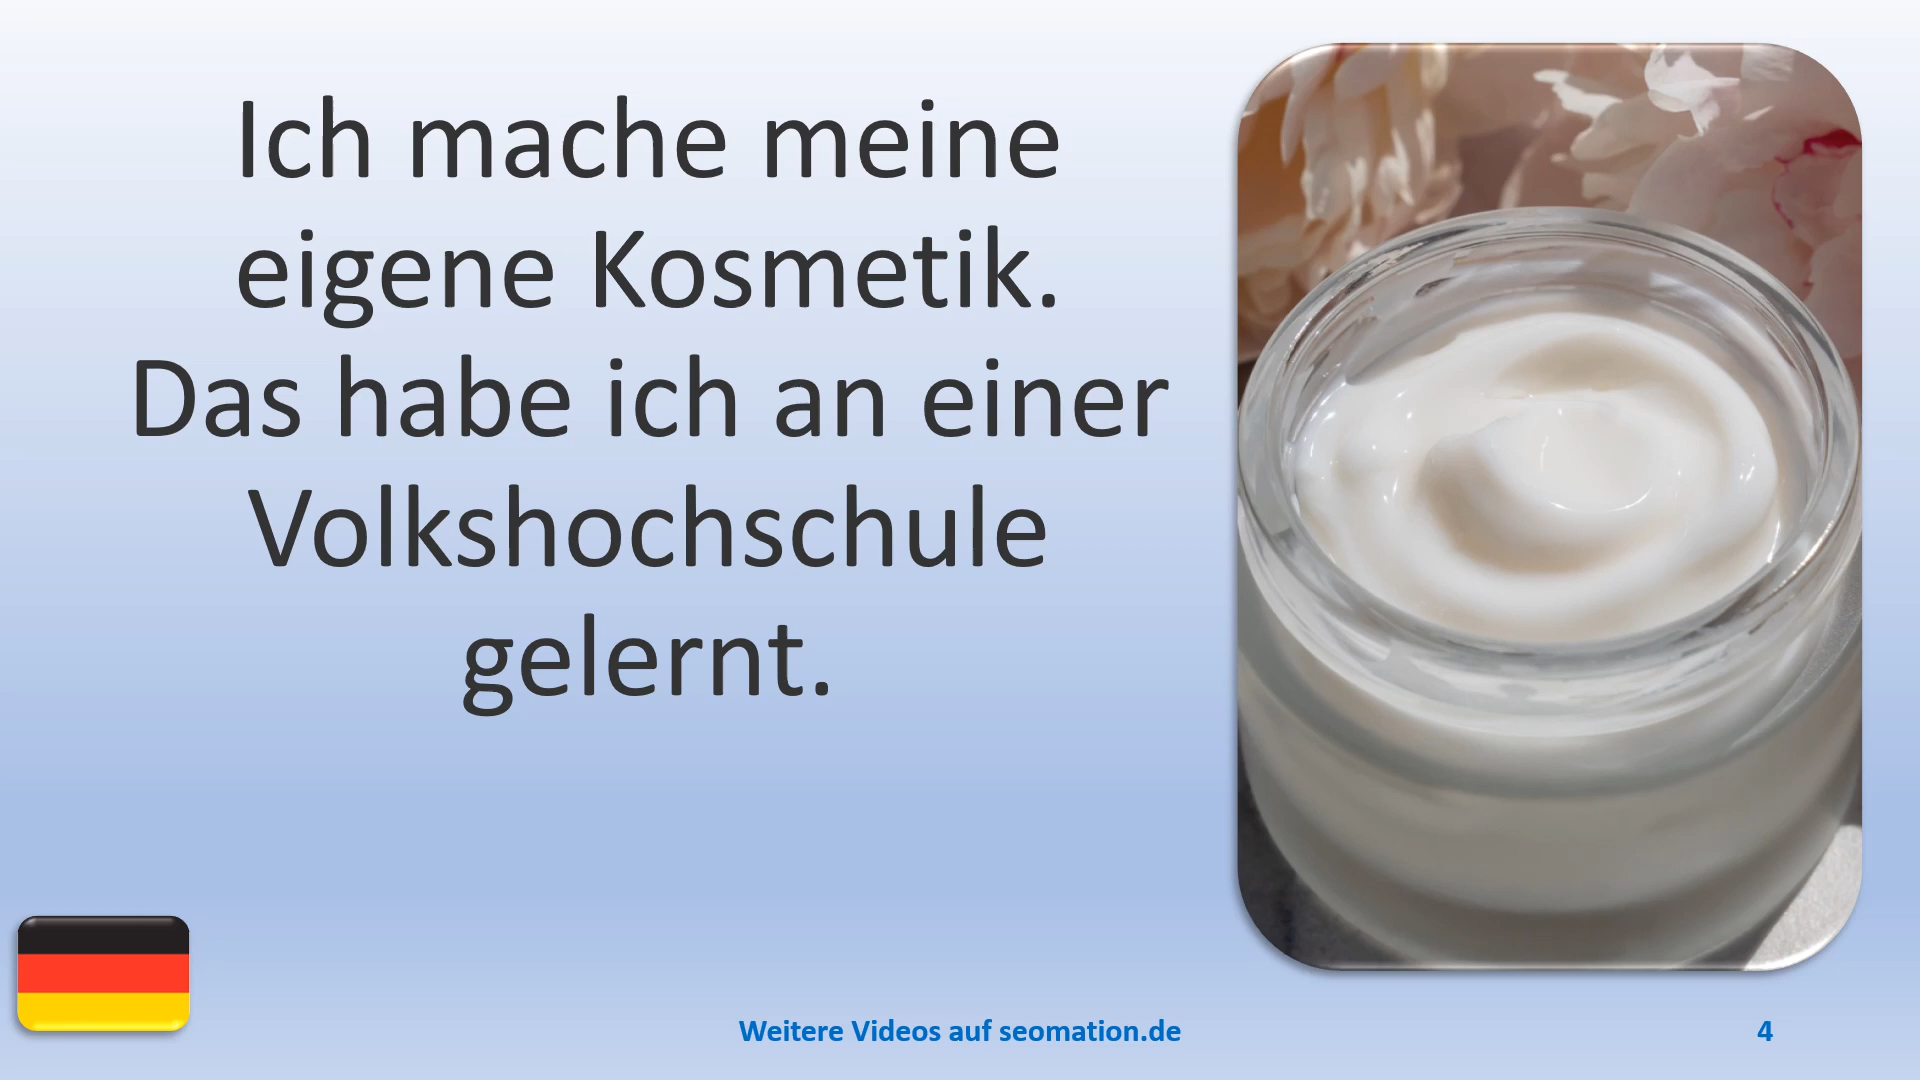 Ich mache meine
eigene Kosmetik.
Das habe ich an einer
Volkshochschule
gelernt.
Weitere Videos auf seomation.de
4